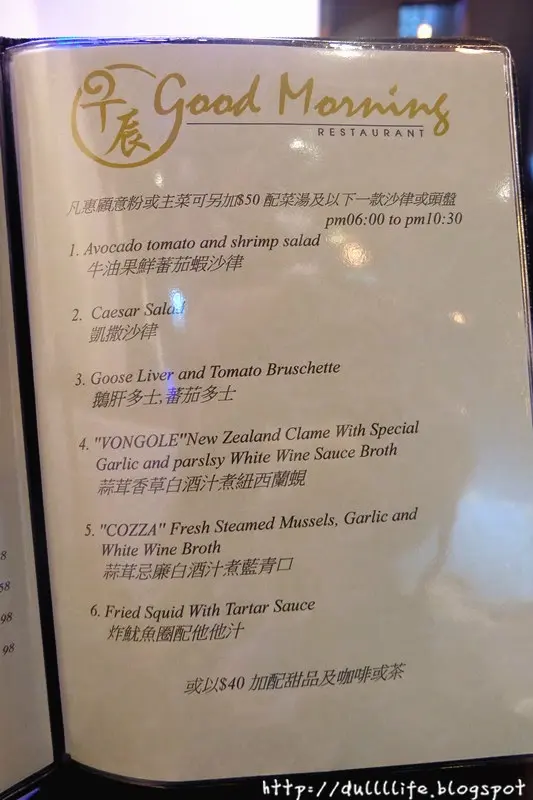 早辰 Good Morning
RESTAURANT
凡惠顧意粉或主菜可另加$50 配菜湯及以下一款沙律或頭盤
pm06:00 to pm10:30
1. Avocado tomato and shrimp salad
牛油果鮮蕃茄蝦沙律
2. Caesar Salad
凱撒沙律
3. Goose Liver and Tomato Bruschette
鵝肝多士,蕃茄多士
4. "VONGOLE"New Zealand Clame With Special
Garlic and parslsy White Wine Sauce Broth
蒜茸香草白酒汁煮紐西蘭蜆
5. "COZZA" Fresh Steamed Mussels, Garlic and
White Wine Broth
蒜茸忌廉白酒汁煮藍青口
6. Fried Squid With Tartar Sauce
炸魷魚圈配他他汁
或以$40 加配甜品及咖啡或茶
8
58
98
98
http://dullllife.blogspot